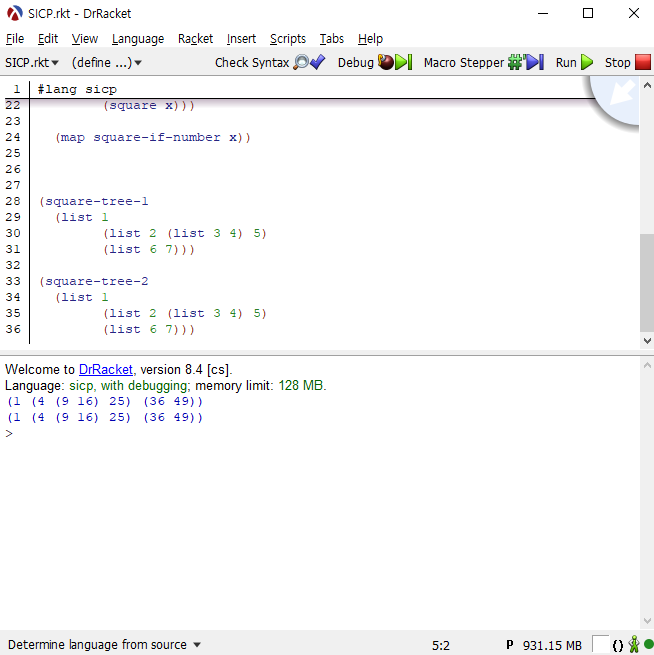 SICP.rkt - DrRacket
File Edit View Language Racket Insert Scripts Tabs Help
SICP.rkt (define ...) Check Syntax Debug Macro Stepper Run Stop
1 #lang sicp
22 (square x)))
23
24 (map square-if-number x))
25
26
27
28 (square-tree-1
29 (list 1
30 (list 2 (list 3 4) 5)
31 (list 6 7)))
32
33 (square-tree-2
34 (list 1
35 (list 2 (list 3 4) 5)
36 (list 6 7)))
Welcome to DrRacket, version 8.4 [cs].
Language: sicp, with debugging; memory limit: 128 MB.
(1 (4 (9 16) 25) (36 49))
(1 (4 (9 16) 25) (36 49))
>
Determine language from source 5:2 P 931.15 MB ()